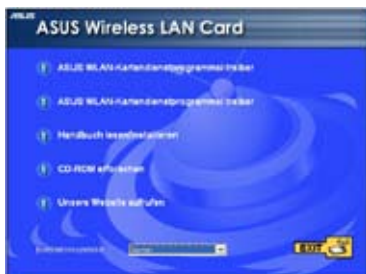 ASUS
ASUS Wireless LAN Card
ASUS WLAN-Kartendienstprogramme/treiber
ASUS WLAN-Kartendienstprogramme/treiber
Handbuch lesen/installieren
CD-ROM erforschen
Unsere Website aufrufen
EXIT